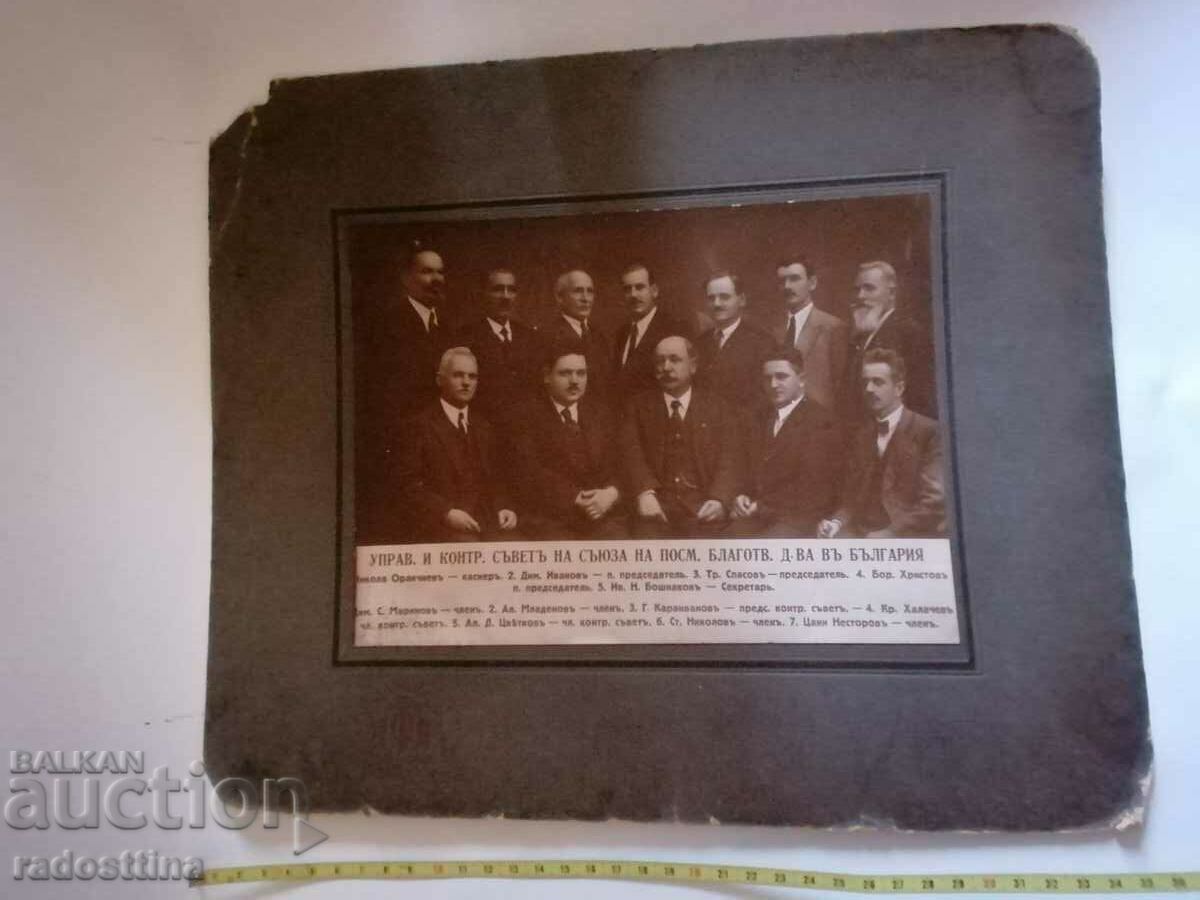 УПРАВ. И КОНТР. СЪВЕТЪ НА СЪЮЗА НА ПОСМ. БЛАГОТВ. Д-ВА ВЪ БЪЛГАРИЯ
Никола Оракчиевъ — касиеръ. 2. Дим. Ивановъ — п. председатель. 3. Тр. Спасовъ — председатель. 4. Бор. Христовъ
п. председатель. 5. Ив. Н. Бошнаковъ — Секретарь.
Дим. С. Мариновъ — членъ. 2. Ал. Младеновъ — членъ. 3. Г. Каранвановъ — предс. контр. съветъ. — 4. Кр. Халачевъ
чл. контр. съветъ. 5. Ал. Д. Цвѣтковъ — чл. контр. съветъ. 6. Ст. Николовъ — членъ. 7. Цани Несторовъ — членъ.
BALKAN
auction
radosttina